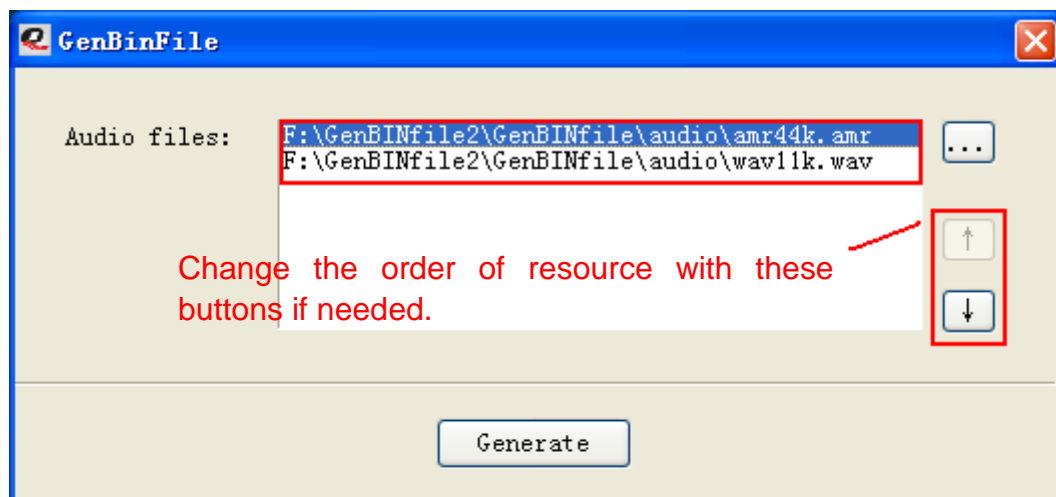 GenBinFile
Audio files:
F:\GenBINfile2\GenBINfile\audio\amr44k.amr
...
F:\GenBINfile2\GenBINfile\audio\wav11k.wav
↑
Change the order of resource with these
buttons if needed.
↓
Generate